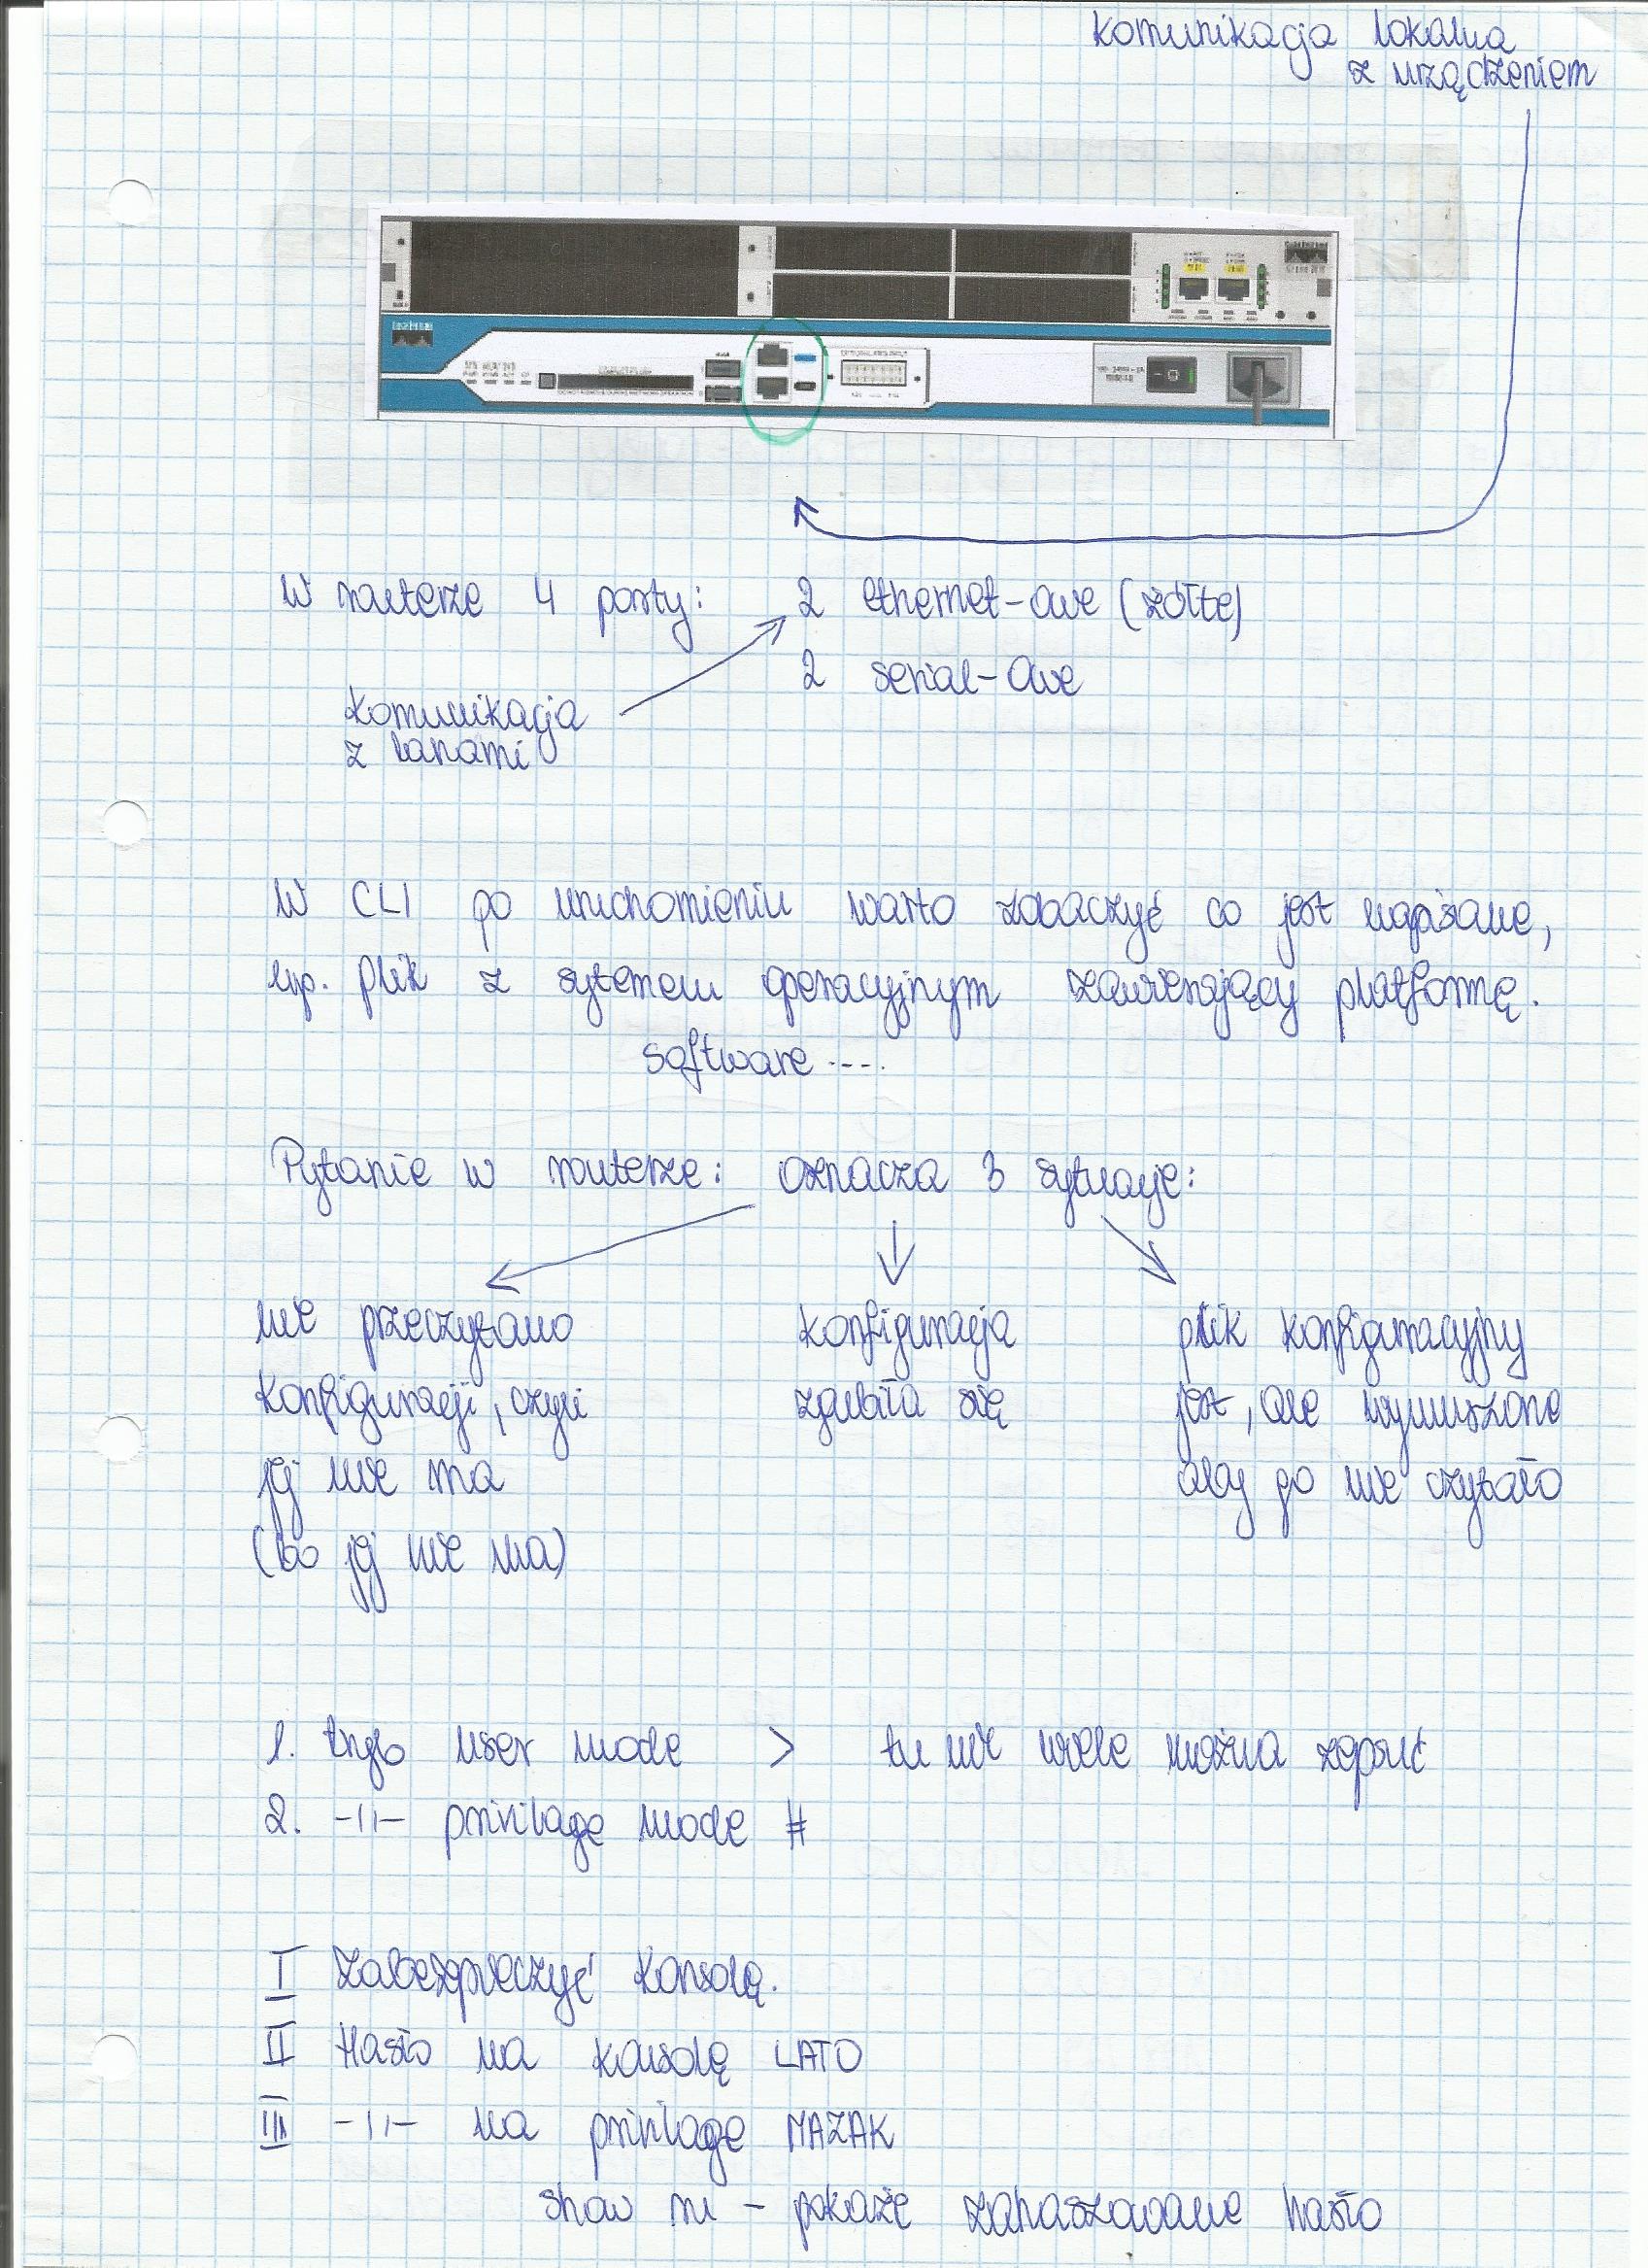 Komunikacja lokalna
z urządzeniem
W routerze 4 porty: 2 ethernet-owe (żółte)
2 serial-owe
Komunikacja
z lanami
W CLI po uruchomieniu warto zobaczyć co jest napisane,
np. plik z sytemem operacyjnym zawierający platformę.
software ---.
Pytanie w routerze: oznacza 3 sytuacje:
nie przeczytano
konfiguracji, czyli
jej nie ma
(bo jej nie ma)
konfiguracja
zgubiła się
plik konfiguracyjny
jest, ale wymuszono
aby go nie czytało
1. tryb user mode > tu nie wiele można zepsuć
2. -11- privilage mode #
I Zabezpieczyć konsolę.
II Hasło na konsolę LATO
III -11- na privilage MAZAK
show ru - pokaże zahaszowane hasło